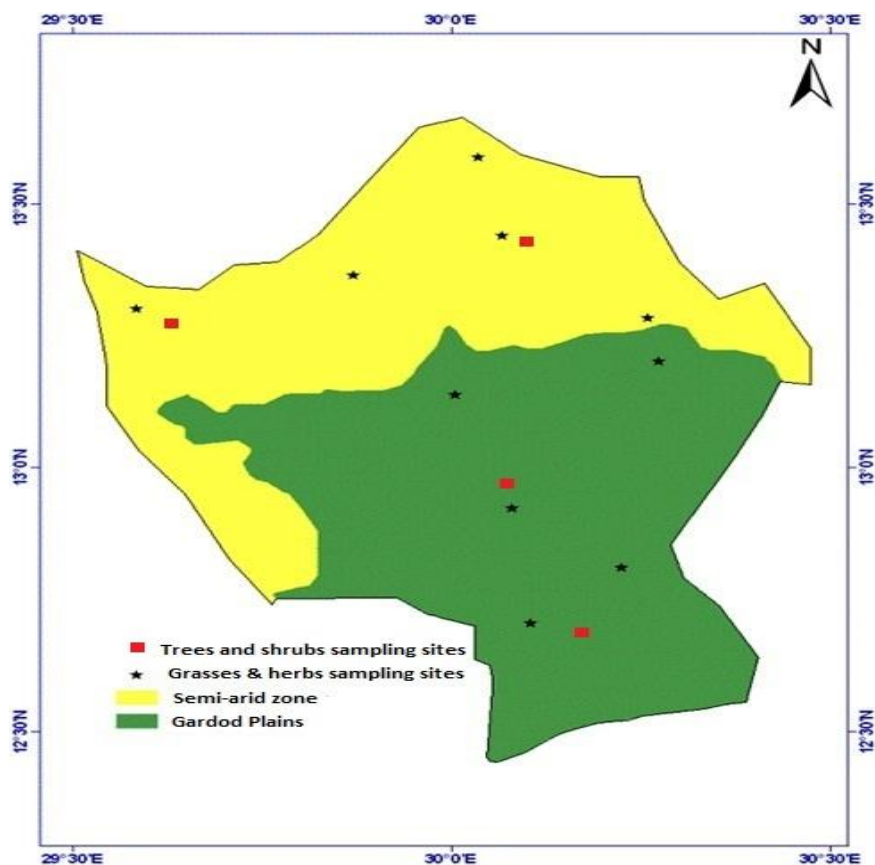 29°30'E 30°0'E 30°30'E
N
13°30'N 13°30'N
13°0'N 13°0'N
Trees and shrubs sampling sites
Grasses & herbs sampling sites
Semi-arid zone
Gardod Plains
12°30'N 12°30'N
29°30'E 30°0'E 30°30'E